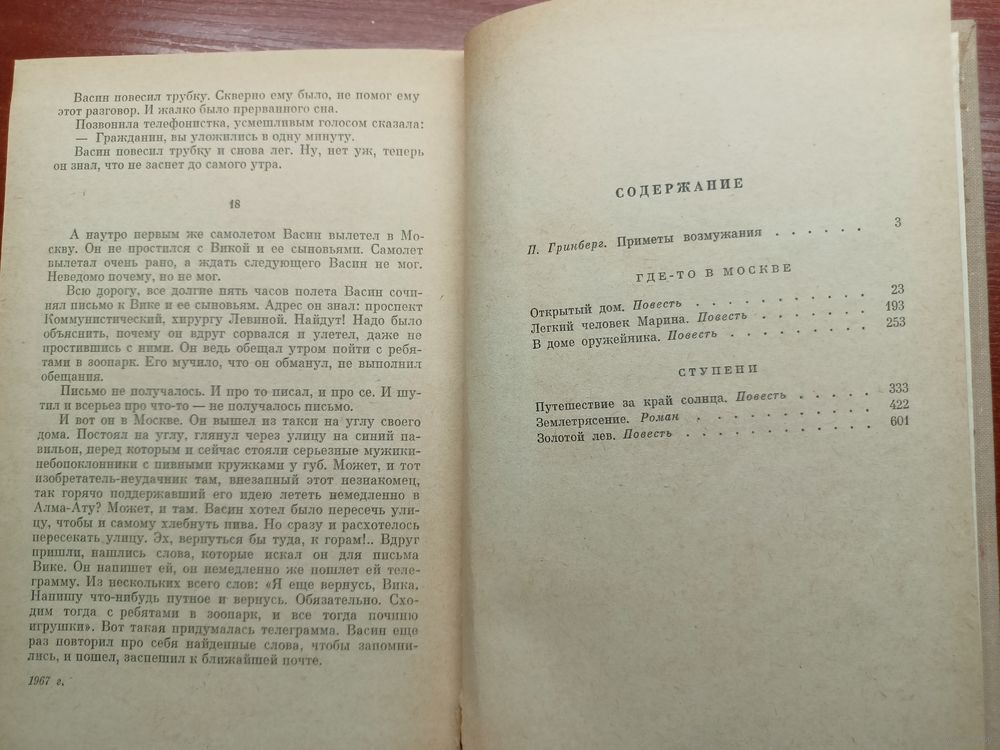 Васин повесил трубку. Скверно ему было, не помог ему
этот разговор. И жалко было прерванного сна.
Позвонила телефонистка, усмешливым голосом сказала:
— Гражданин, вы уложились в одну минуту.
Васин повесил трубку и снова лег. Ну, нет уж, теперь
он знал, что не заснет до самого утра.
18
А наутро первым же самолетом Васин вылетел в Мо-
скву. Он не простился с Викой и ее сыновьями. Самолет
вылетал очень рано, а ждать следующего Васин не мог.
Неведомо почему, но не мог.
Всю дорогу, все долгие пять часов полета Васин сочи-
нял письмо к Вике и ее сыновьям. Адрес он знал: проспект
Коммунистический, хирургу Левиной. Найдут! Надо было
объяснить, почему он вдруг сорвался и улетел, даже не
простившись с ними. Он ведь обещал утром пойти с ребя-
тами в зоопарк. Его мучило, что он обманул, не выполнил
обещания.
Письмо не получалось. И про то писал, и про се. И шу-
тил и всерьез про что-то — не получалось письмо.
И вот он в Москве. Он вышел из такси на углу своего
дома. Постоял на углу, глянул через улицу на синий па-
вильон, перед которым и сейчас стояли серьезные мужики-
небопоклонники с пивными кружками у губ. Может, и тот
изобретатель-неудачник там, внезапный этот незнакомец,
так горячо поддержавший его идею лететь немедленно в
Алма-Ату? Может, и там. Васин хотел было пересечь ули-
цу, чтобы и самому хлебнуть пива. Но сразу и расхотелось
пересекать улицу. Эх, вернуться бы туда, к горам!.. Вдруг
пришли, нашлись слова, которые искал он для письма
Вике. Он напишет ей, он немедленно же пошлет ей теле-
грамму. Из нескольких всего слов: «Я еще вернусь, Вика.
Напишу что-нибудь путное и вернусь. Обязательно. Схо-
дим тогда с ребятами в зоопарк, и все тогда починю
игрушки». Вот такая придумалась телеграмма. Васин еще
раз повторил про себя найденные слова, чтобы запомни-
лись, и пошел, заспешил к ближайшей почте.
1967 г.
СОДЕРЖАНИЕ
П. Гринберг. Приметы возмужания . . . . . . 3
ГДЕ-ТО В МОСКВЕ
Открытый дом. Повесть . . . . . . . . . . 23
Легкий человек Марина. Повесть . . . . . . 193
В доме оружейника. Повесть . . . . . . . . 253
СТУПЕНИ
Путешествие за край солнца. Повесть . . . . . 333
Землетрясение. Роман . . . . . . . . . . 422
Золотой лев. Повесть . . . . . . . . . . . 601